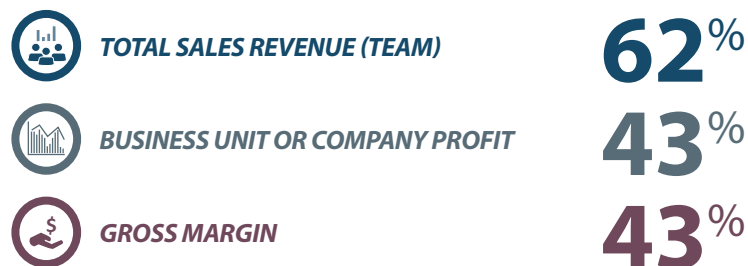 TOTAL SALES REVENUE (TEAM) 62%
BUSINESS UNIT OR COMPANY PROFIT 43%
$ GROSS MARGIN 43%